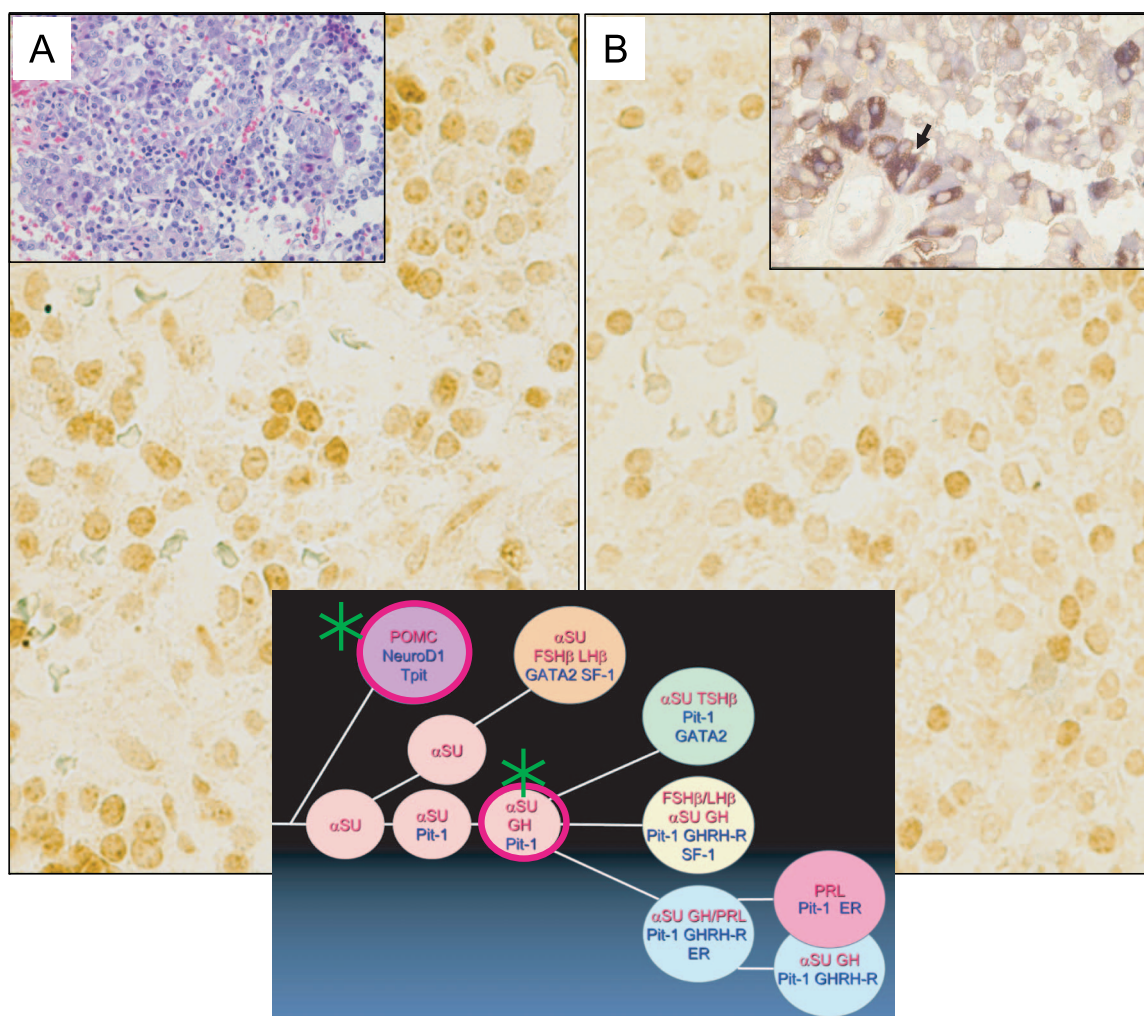 A
B
POMC
NeuroD1
Tpit
αSU
FSHβ LHβ
GATA2 SF-1
αSU TSHβ
Pit-1
GATA2
αSU
αSU
αSU
Pit-1
αSU
GH
Pit-1
FSHβ/LHβ
αSU GH
Pit-1 GHRH-R
SF-1
αSU GH/PRL
Pit-1 GHRH-R
ER
PRL
Pit-1 ER
αSU GH
Pit-1 GHRH-R